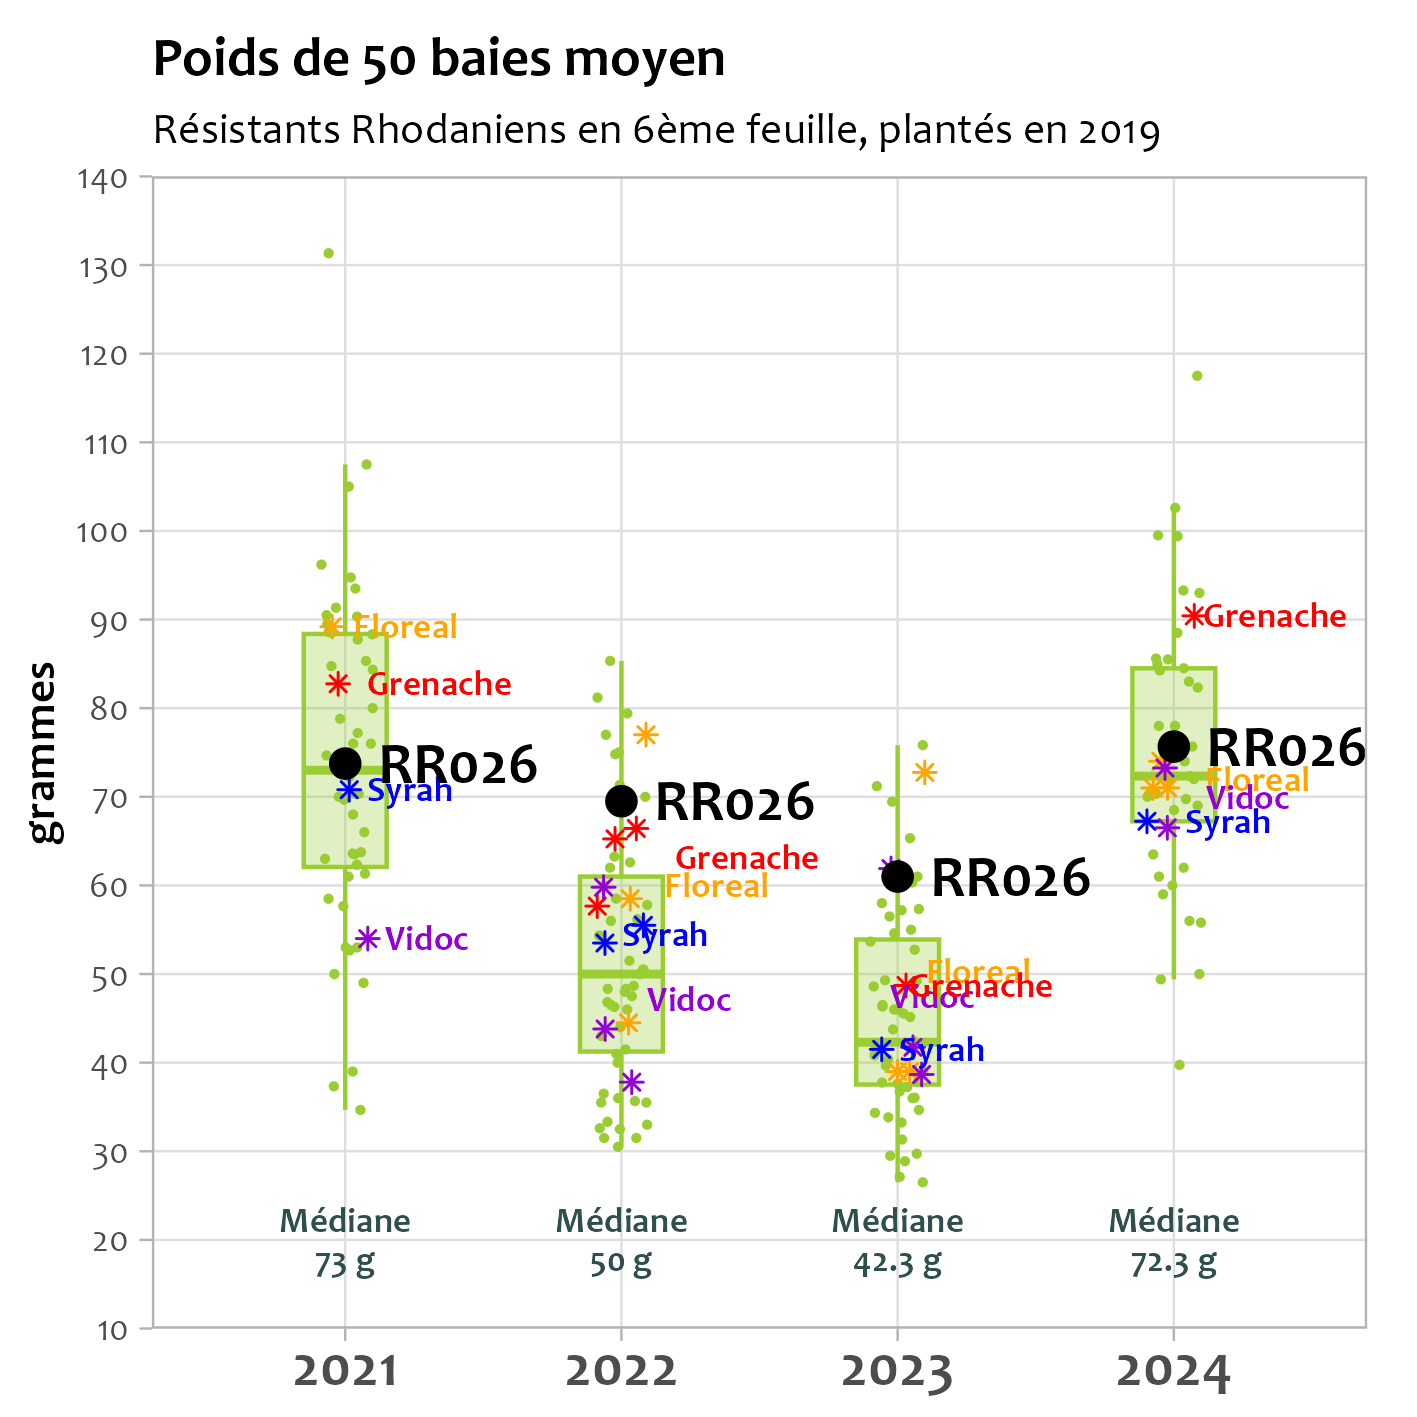 Poids de 50 baies moyen
Résistants Rhodaniens en 6ème feuille, plantés en 2019
grammes
140
130
120
110
100
90
80
70
60
50
40
30
20
10
Floreal
Grenache
RR026
Syrah
Vidoc
RR026
Grenache
Floreal
Syrah
Vidoc
RR026
Floreal
Grenache
Vidoc
Syrah
Grenache
RR026
Floreal
Vidoc
Syrah
Médiane
73 g
Médiane
50 g
Médiane
42.3 g
Médiane
72.3 g
2021
2022
2023
2024